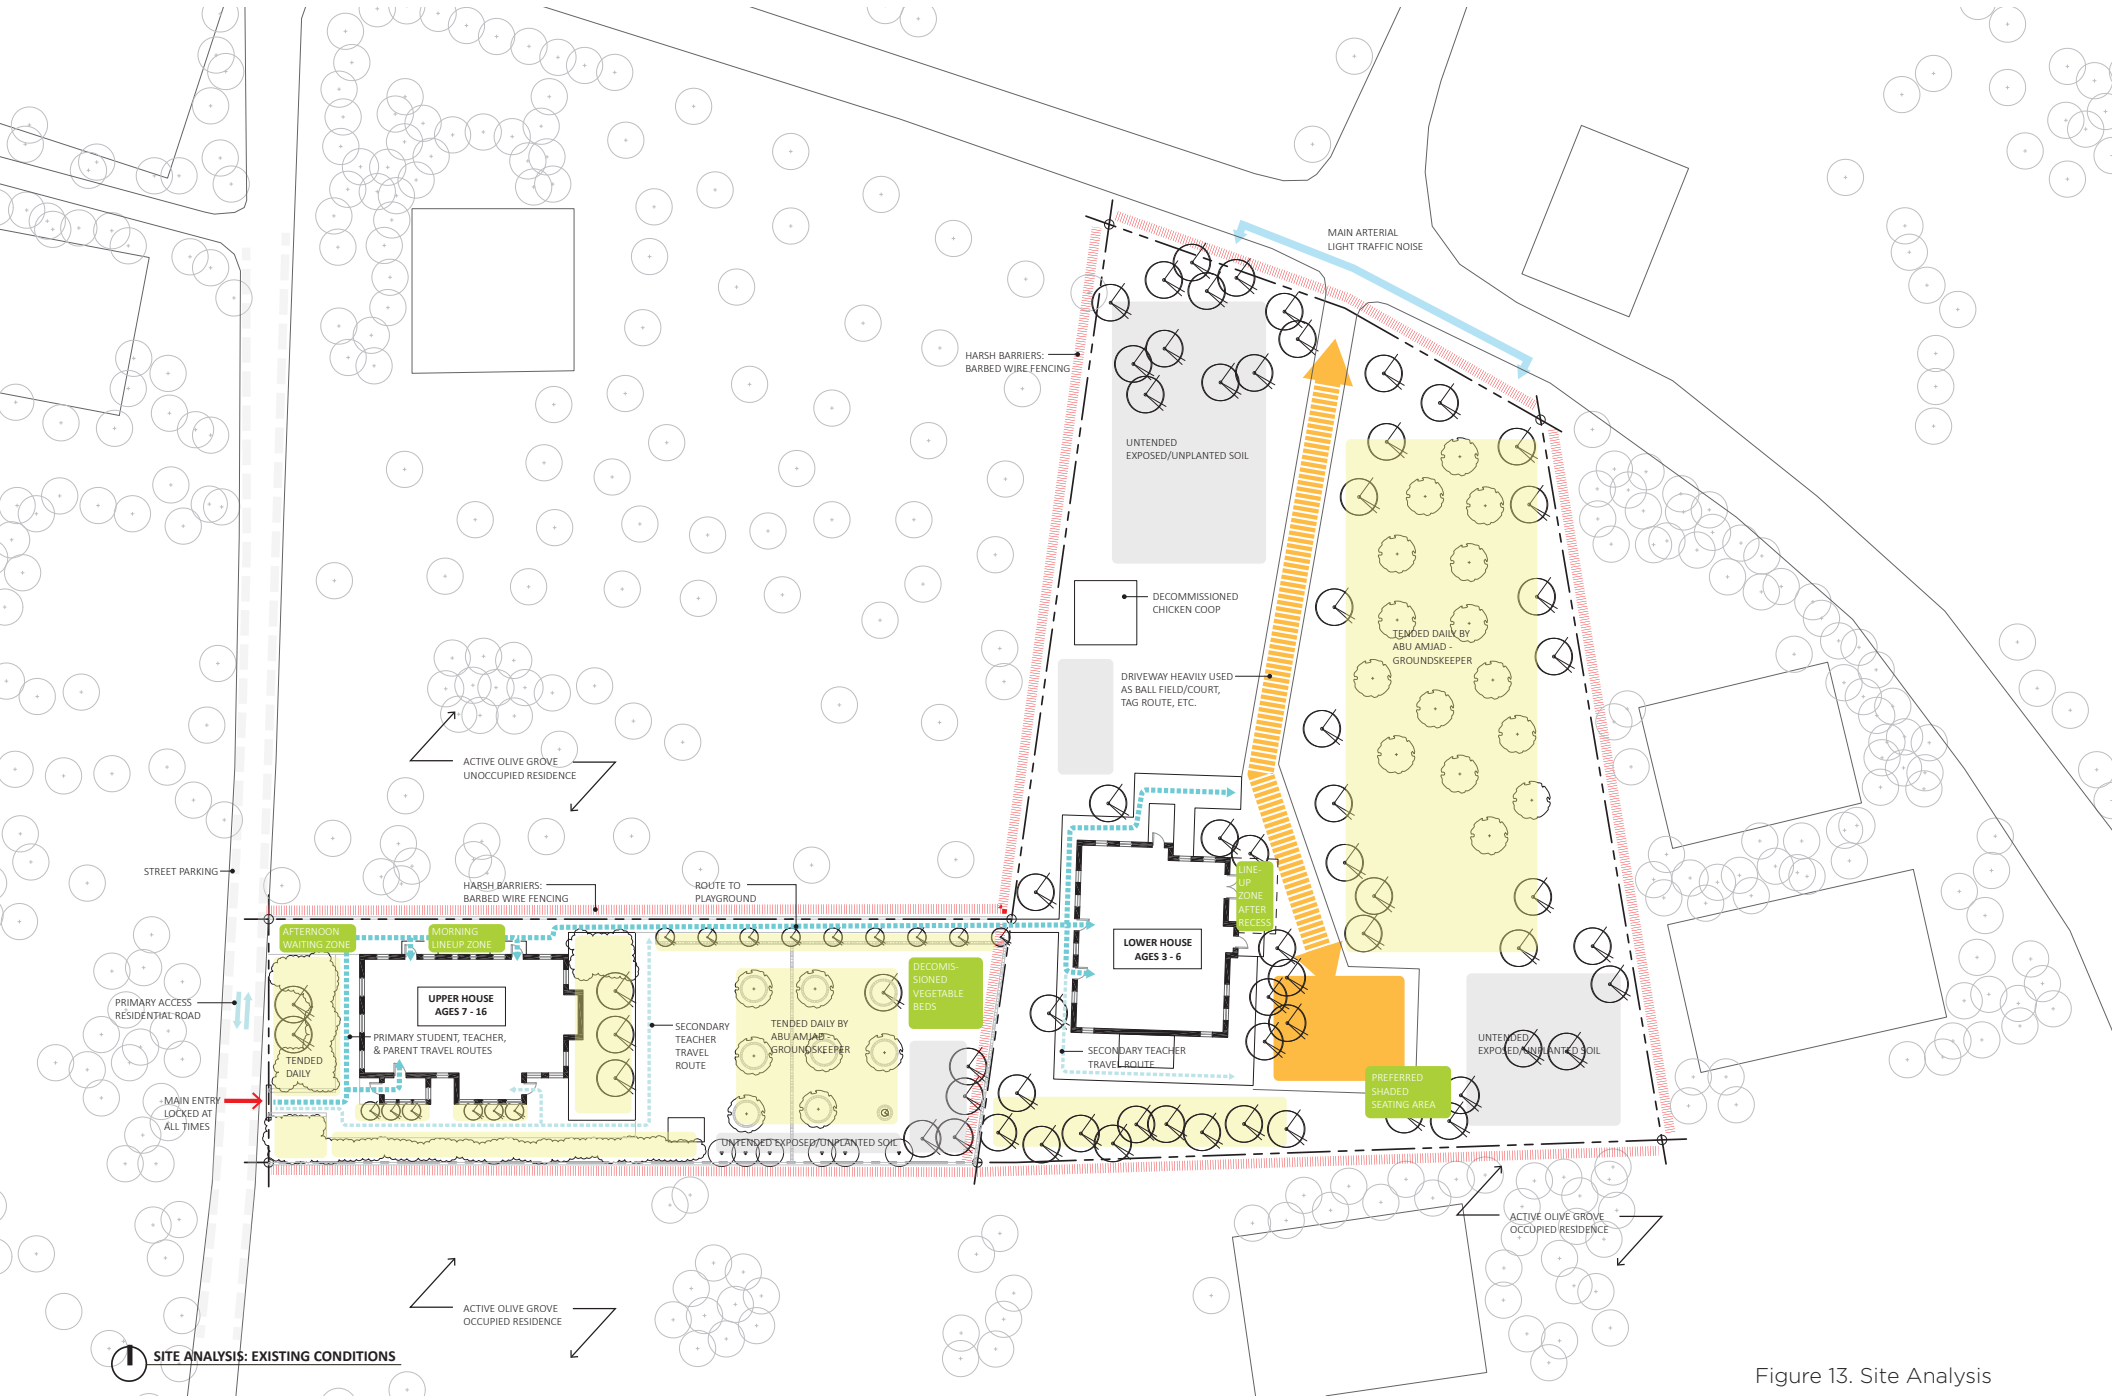 MAIN ARTERIAL
LIGHT TRAFFIC NOISE
HARSH BARRIERS:
BARBED WIRE FENCING
UNTENDED
EXPOSED/UNPLANTED SOIL
DECOMMISSIONED
CHICKEN COOP
TENDED DAILY BY
ABU AMJAD -
GROUNDSKEEPER
DRIVEWAY HEAVILY USED
AS BALL FIELD/COURT,
TAG ROUTE, ETC.
ACTIVE OLIVE GROVE
UNOCCUPIED RESIDENCE
STREET PARKING
HARSH BARRIERS:
BARBED WIRE FENCING
ROUTE TO
PLAYGROUND
LINE-
UP
ZONE
AFTER
RECESS
AFTERNOON
WAITING ZONE
MORNING
LINEUP ZONE
LOWER HOUSE
AGES 3 - 6
DECOMIS-
SIONED
VEGETABLE
BEDS
UPPER HOUSE
AGES 7 - 16
PRIMARY ACCESS
RESIDENTIAL ROAD
PRIMARY STUDENT, TEACHER,
& PARENT TRAVEL ROUTES
SECONDARY
TEACHER
TRAVEL
ROUTE
TENDED DAILY BY
ABU AMJAD -
GROUNDSKEEPER
TENDED
DAILY
SECONDARY TEACHER
TRAVEL ROUTE
UNTENDED
EXPOSED/UNPLANTED SOIL
PREFERRED
SHADED
SEATING AREA
MAIN ENTRY
LOCKED AT
ALL TIMES
UNTENDED EXPOSED/UNPLANTED SOIL
ACTIVE OLIVE GROVE
OCCUPIED RESIDENCE
ACTIVE OLIVE GROVE
OCCUPIED RESIDENCE
SITE ANALYSIS: EXISTING CONDITIONS
Figure 13. Site Analysis